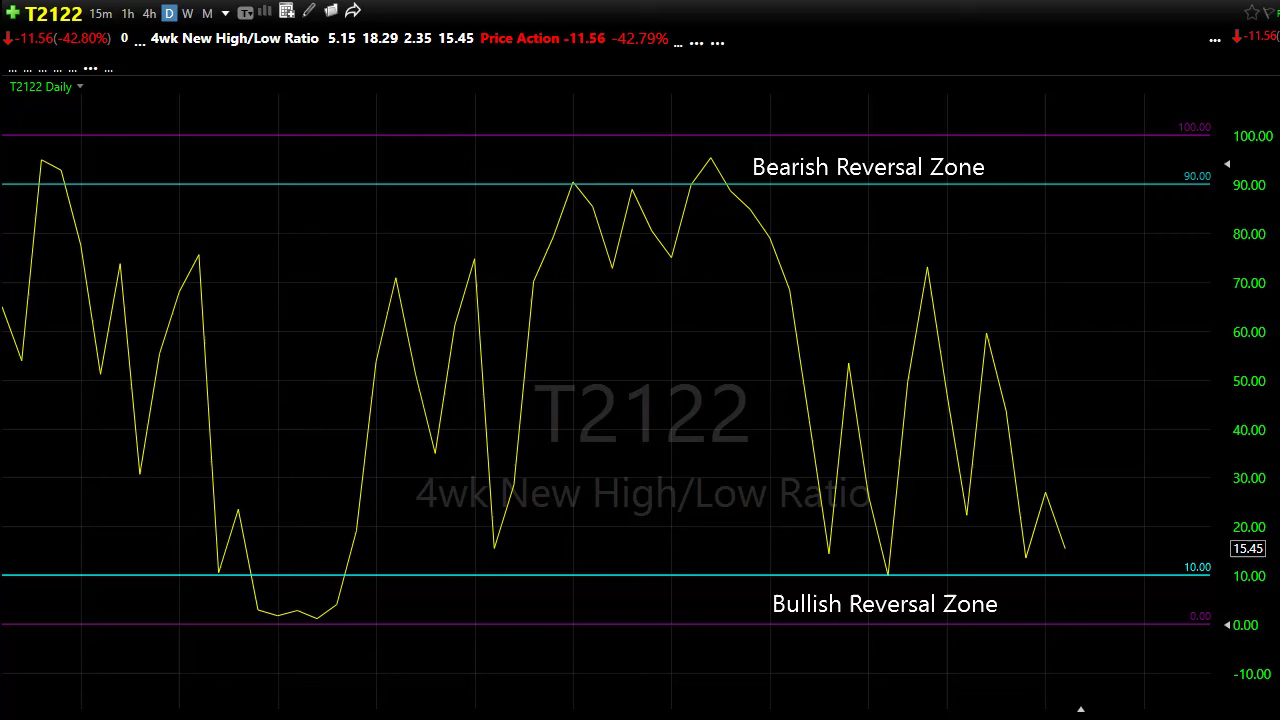 T2122 15m 1h 4h D W M
-11.56(-42.80%) 0 ... 4wk New High/Low Ratio 5.15 18.29 2.35 15.45 Price Action -11.56 -42.79% ... ... ... ... -11.56(
... ... ... ... ... ... ...
T2122 Daily
100.00 100.00
Bearish Reversal Zone
90.00 90.00
80.00
70.00
60.00
50.00
T2122
40.00
30.00
4wk New High/Low Ratio
20.00
15.45
10.00 10.00
Bullish Reversal Zone
0.00 0.00
-10.00